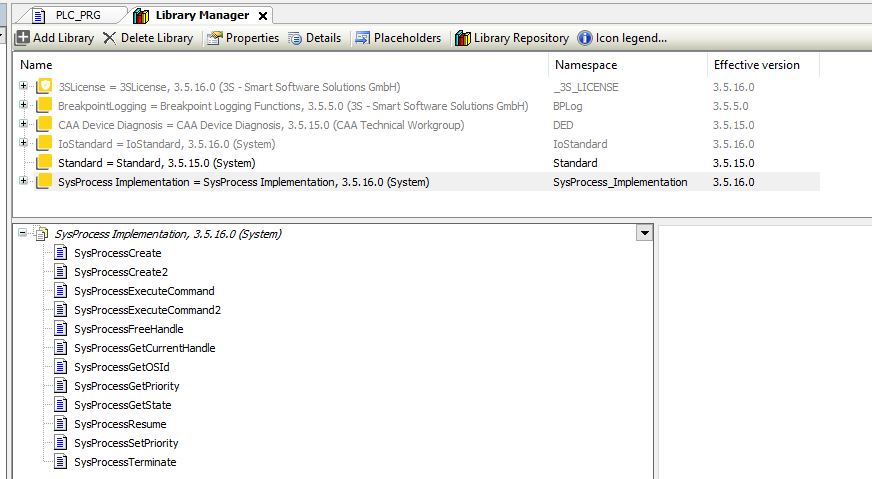 PLC_PRG Library Manager
Add Library Delete Library Properties Details Placeholders Library Repository Icon legend...
Name Namespace Effective version
3SLicense = 3SLicense, 3.5.16.0 (3S - Smart Software Solutions GmbH) _3S_LICENSE 3.5.16.0
BreakpointLogging = Breakpoint Logging Functions, 3.5.5.0 (3S - Smart Software Solutions GmbH) BPLog 3.5.5.0
CAA Device Diagnosis = CAA Device Diagnosis, 3.5.15.0 (CAA Technical Workgroup) DED 3.5.15.0
IoStandard = IoStandard, 3.5.16.0 (System) IoStandard 3.5.16.0
Standard = Standard, 3.5.15.0 (System) Standard 3.5.15.0
SysProcess Implementation = SysProcess Implementation, 3.5.16.0 (System) SysProcess_Implementation 3.5.16.0
SysProcess Implementation, 3.5.16.0 (System)
SysProcessCreate
SysProcessCreate2
SysProcessExecuteCommand
SysProcessExecuteCommand2
SysProcessFreeHandle
SysProcessGetCurrentHandle
SysProcessGetOSId
SysProcessGetPriority
SysProcessGetState
SysProcessResume
SysProcessSetPriority
SysProcessTerminate